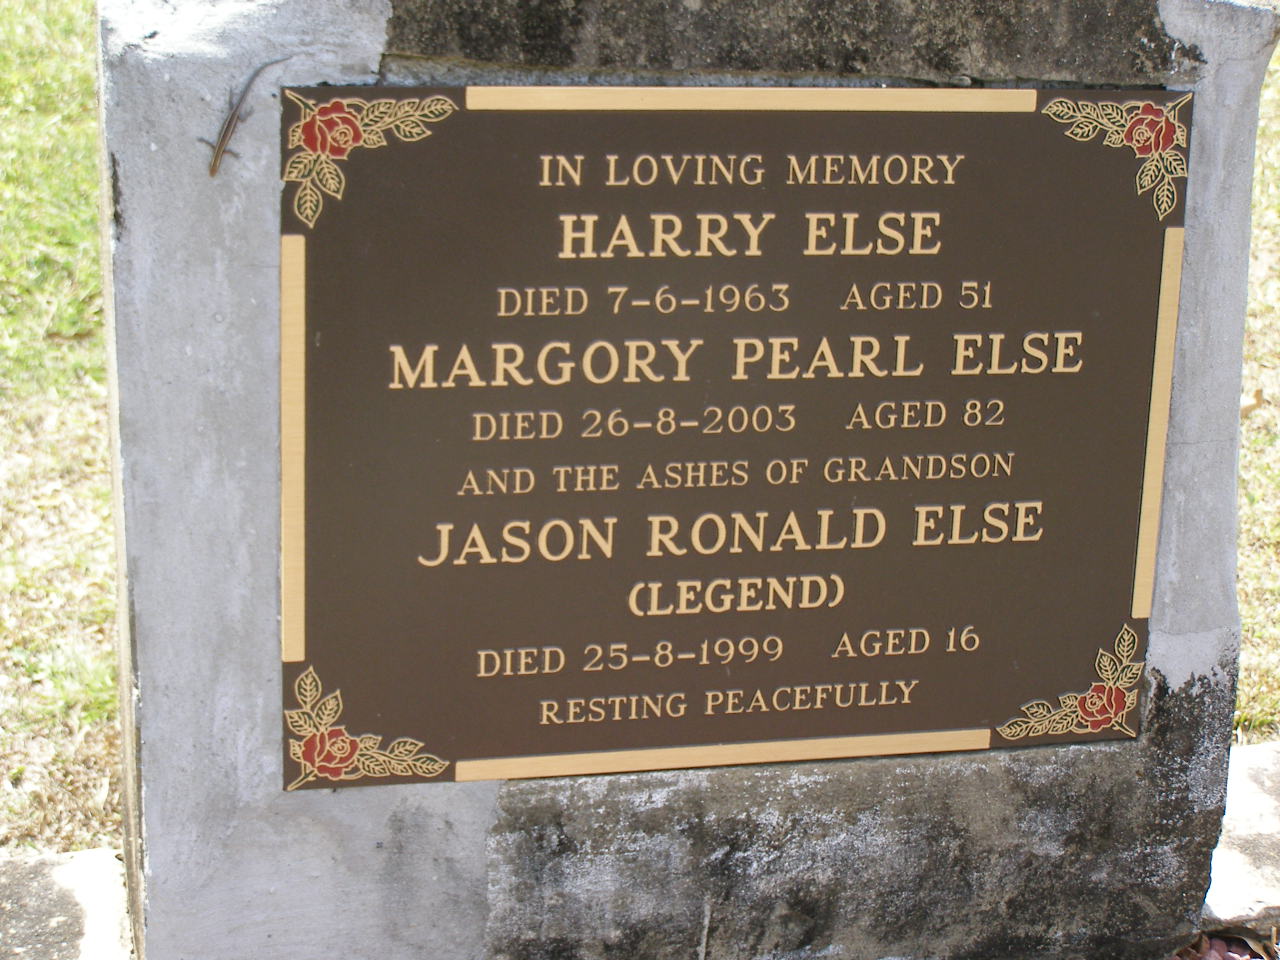 IN LOVING MEMORY
HARRY ELSE
DIED 7-6-1963 AGED 51
MARGORY PEARL ELSE
DIED 26-8-2003 AGED 82
AND THE ASHES OF GRANDSON
JASON RONALD ELSE
(LEGEND)
DIED 25-8-1999 AGED 16
RESTING PEACEFULLY